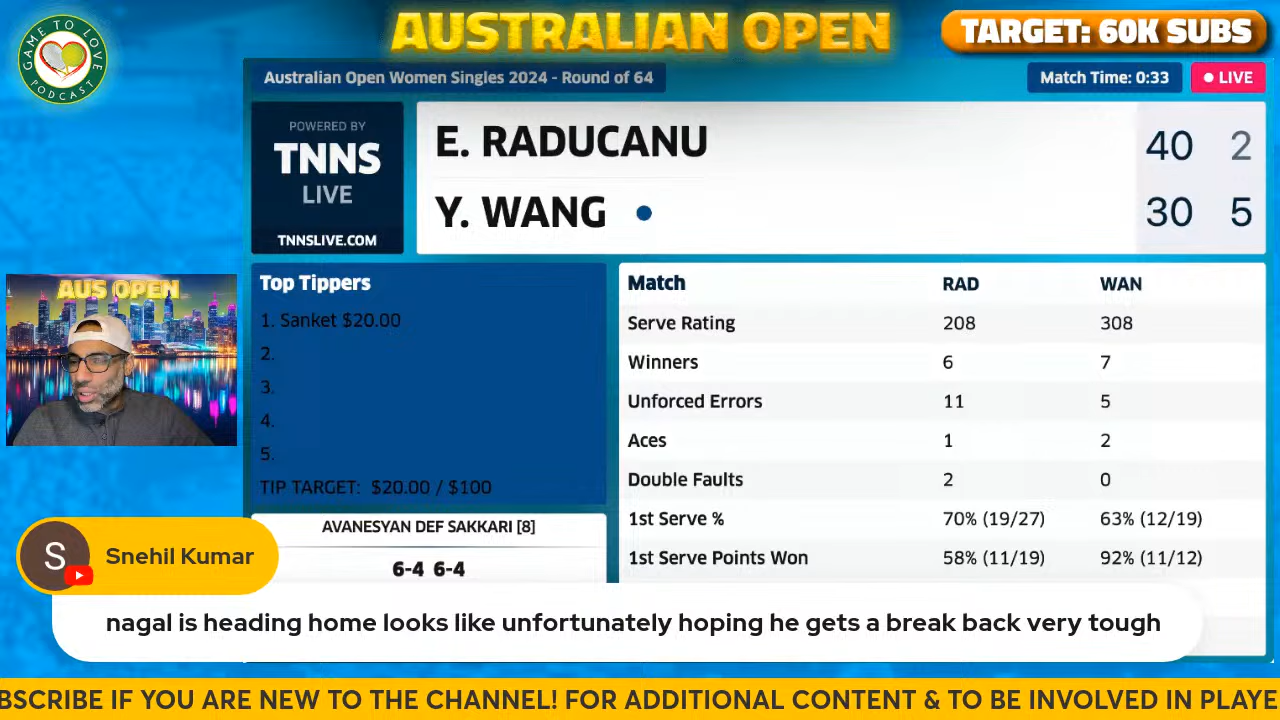 GAME TO LOVE
PODCAST
AUSTRALIAN OPEN
TARGET: 60K SUBS
Australian Open Women Singles 2024 - Round of 64
Match Time: 0:33
LIVE
POWERED BY
TNNS
LIVE
TNNSLIVE.COM
E. RADUCANU 40 2
Y. WANG 30 5
AUS OPEN
Top Tippers
1. Sanket $20.00
2.
3.
4.
5.
TIP TARGET: $20.00 / $100
AVANESYAN DEF SAKKARI [8]
6-4 6-4
Match RAD WAN
Serve Rating 208 308
Winners 6 7
Unforced Errors 11 5
Aces 1 2
Double Faults 2 0
1st Serve % 70% (19/27) 63% (12/19)
1st Serve Points Won 58% (11/19) 92% (11/12)
S
Snehil Kumar
nagal is heading home looks like unfortunately hoping he gets a break back very tough
BSCRIBE IF YOU ARE NEW TO THE CHANNEL! FOR ADDITIONAL CONTENT & TO BE INVOLVED IN PLAYE